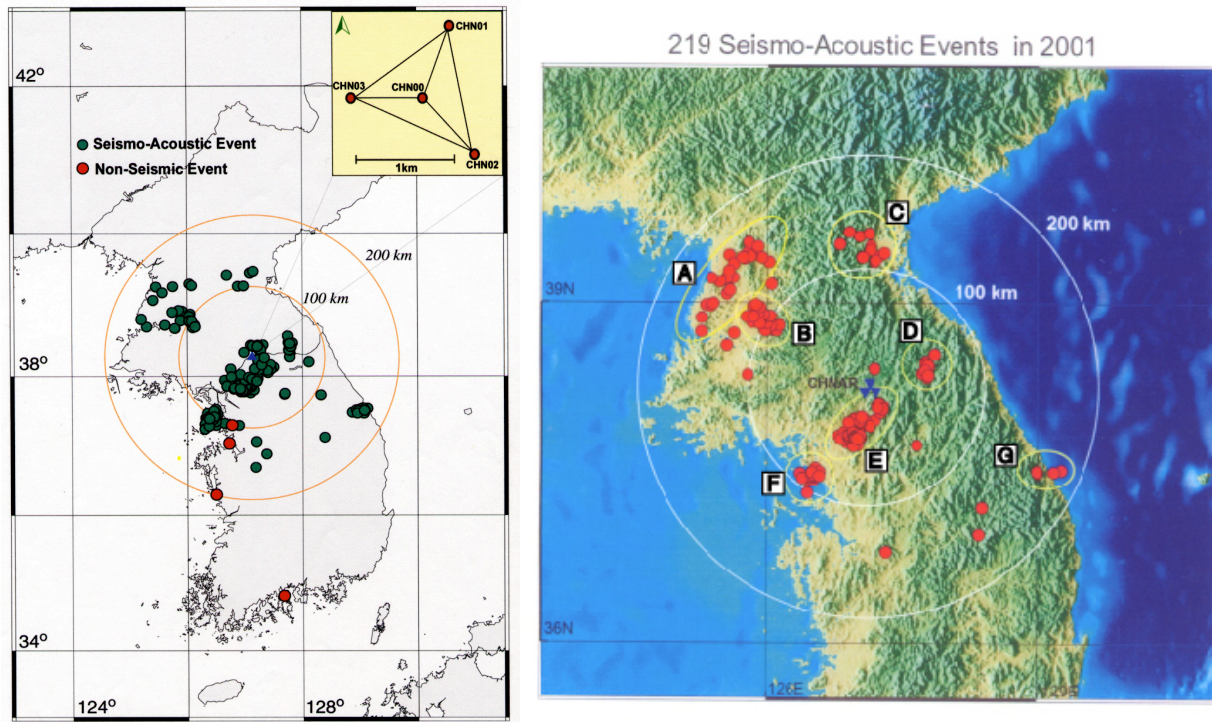 42°
CHN01
CHN03
CHN00
CHN02
1km
Seismo-Acoustic Event
Non-Seismic Event
200 km
100 km
38°
34°
124°
128°
219 Seismo-Acoustic Events in 2001
C
200 km
A
39N
100 km
B
D
CHNAR
E
G
F
36N
126E